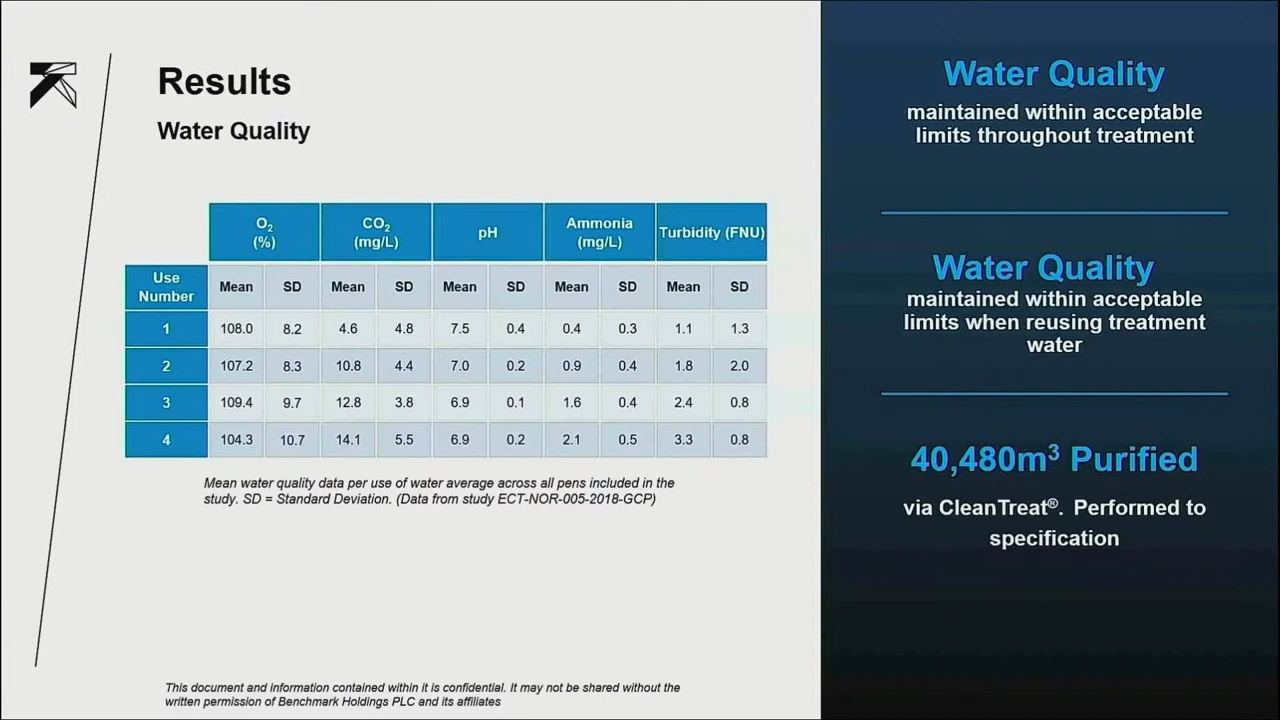 Results
Water Quality
O₂ (%) CO₂ (mg/L) pH Ammonia (mg/L) Turbidity (FNU)
Use Number Mean SD Mean SD Mean SD Mean SD Mean SD
1 108.0 8.2 4.6 4.8 7.5 0.4 0.4 0.3 1.1 1.3
2 107.2 8.3 10.8 4.4 7.0 0.2 0.9 0.4 1.8 2.0
3 109.4 9.7 12.8 3.8 6.9 0.1 1.6 0.4 2.4 0.8
4 104.3 10.7 14.1 5.5 6.9 0.2 2.1 0.5 3.3 0.8
Mean water quality data per use of water average across all pens included in the
study. SD = Standard Deviation. (Data from study ECT-NOR-005-2018-GCP)
This document and information contained within it is confidential. It may not be shared without the
written permission of Benchmark Holdings PLC and its affiliates
Water Quality
maintained within acceptable
limits throughout treatment
Water Quality
maintained within acceptable
limits when reusing treatment
water
40,480m³ Purified
via CleanTreat®. Performed to
specification